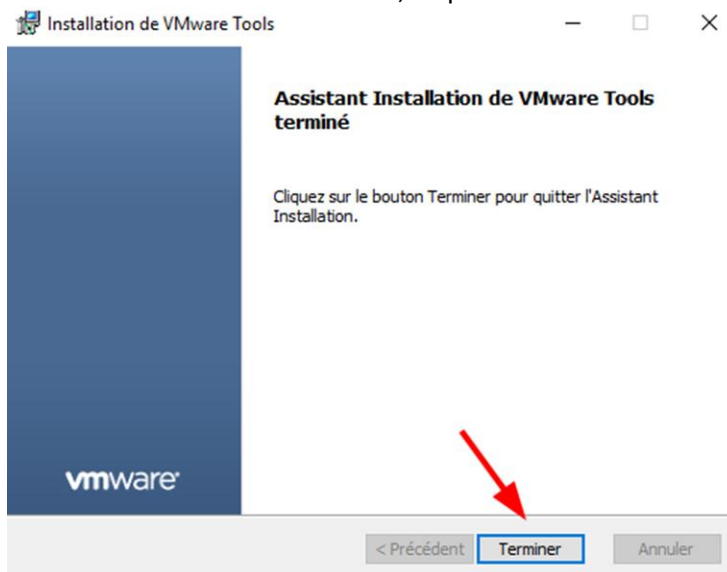 Installation de VMware Tools
Assistant Installation de VMware Tools
terminé
Cliquez sur le bouton Terminer pour quitter l'Assistant
Installation.
vmware
< Précédent
Terminer
Annuler